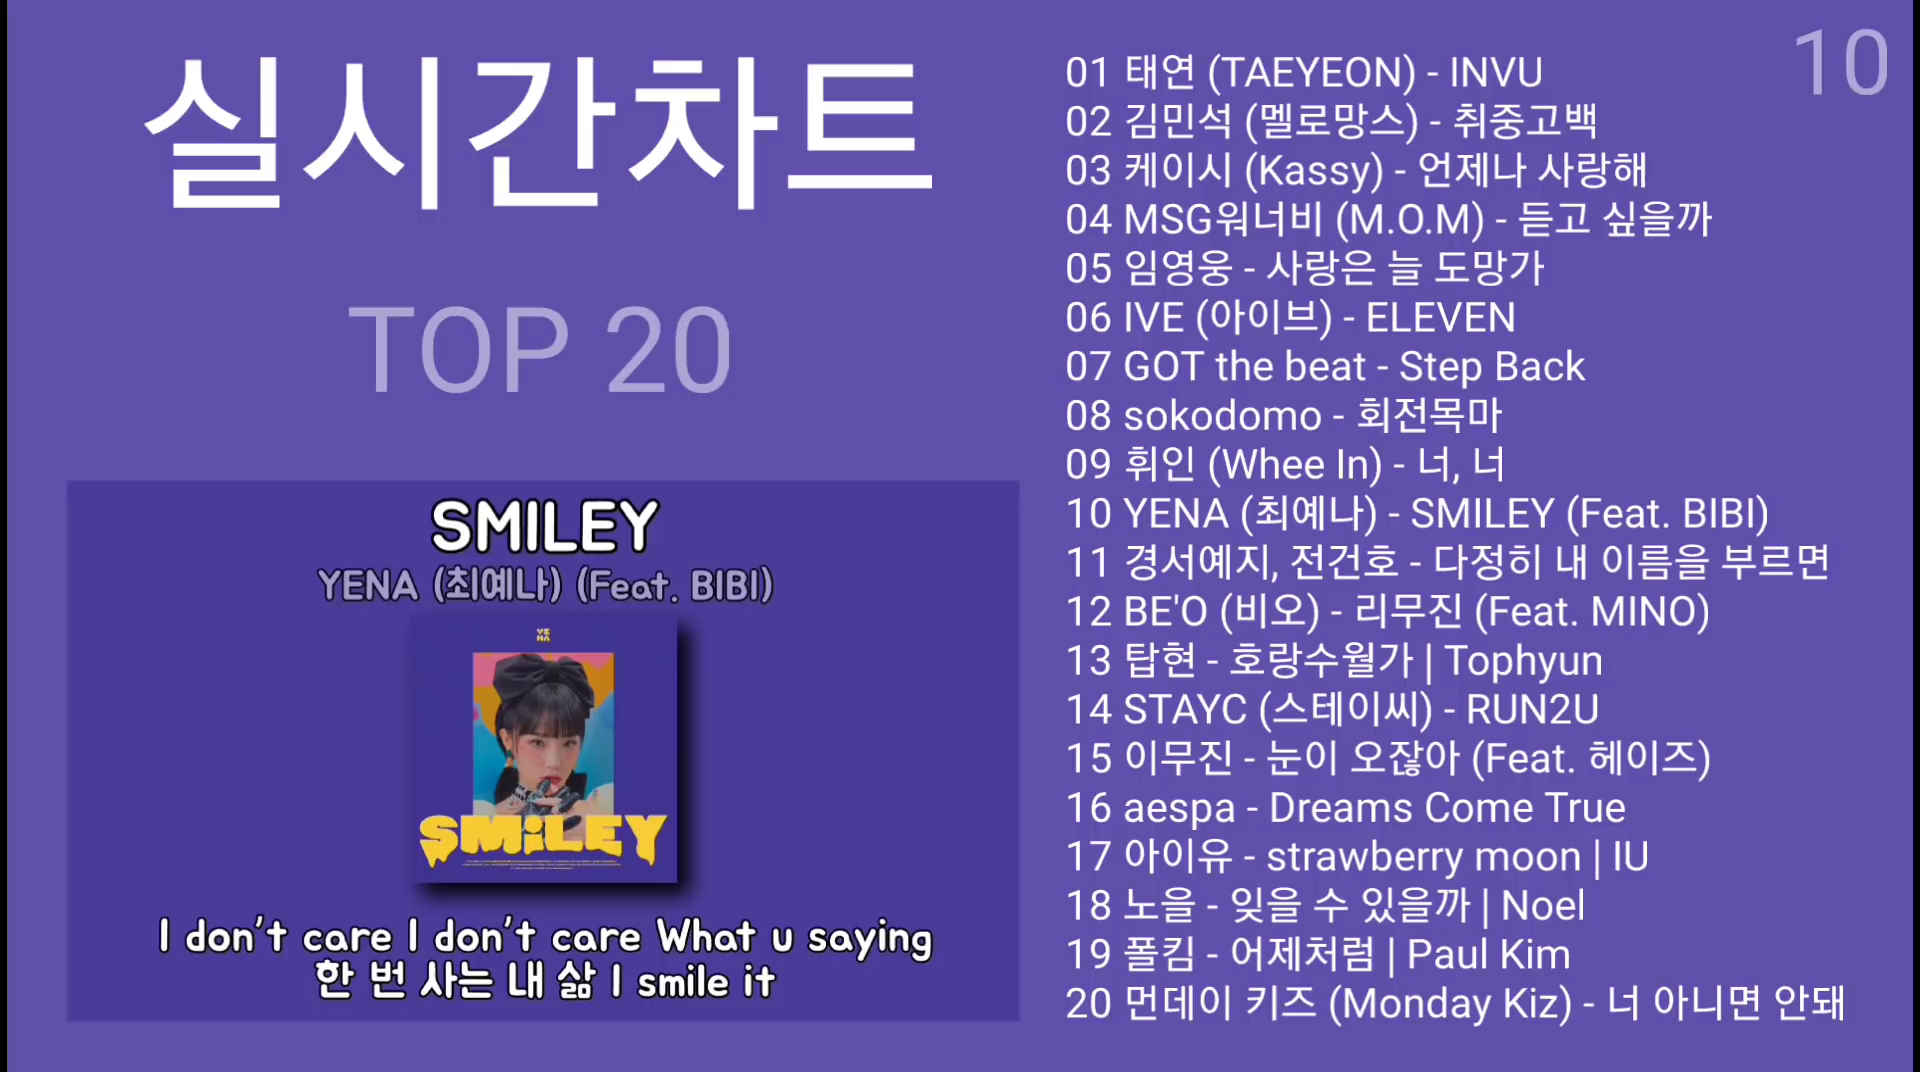 실시간차트
TOP 20
10
01 태연 (TAEYEON) - INVU
02 김민석 (멜로망스) - 취중고백
03 케이시 (Kassy) - 언제나 사랑해
04 MSG워너비 (M.O.M) - 듣고 싶을까
05 임영웅 - 사랑은 늘 도망가
06 IVE (아이브) - ELEVEN
07 GOT the beat - Step Back
08 sokodomo - 회전목마
09 휘인 (Whee In) - 너, 너
10 YENA (최예나) - SMILEY (Feat. BIBI)
11 경서예지, 전건호 - 다정히 내 이름을 부르면
12 BE'O (비오) - 리무진 (Feat. MINO)
13 탑현 - 호랑수월가 | Tophyun
14 STAYC (스테이씨) - RUN2U
15 이무진 - 눈이 오잖아 (Feat. 헤이즈)
16 aespa - Dreams Come True
17 아이유 - strawberry moon | IU
18 노을 - 잊을 수 있을까 | Noel
19 폴킴 - 어제처럼 | Paul Kim
20 먼데이 키즈 (Monday Kiz) - 너 아니면 안돼
SMILEY
YENA (최예나) (Feat. BIBI)
YE
NA
SMiLEY
I don't care I don't care What u saying
한 번 사는 내 삶 I smile it